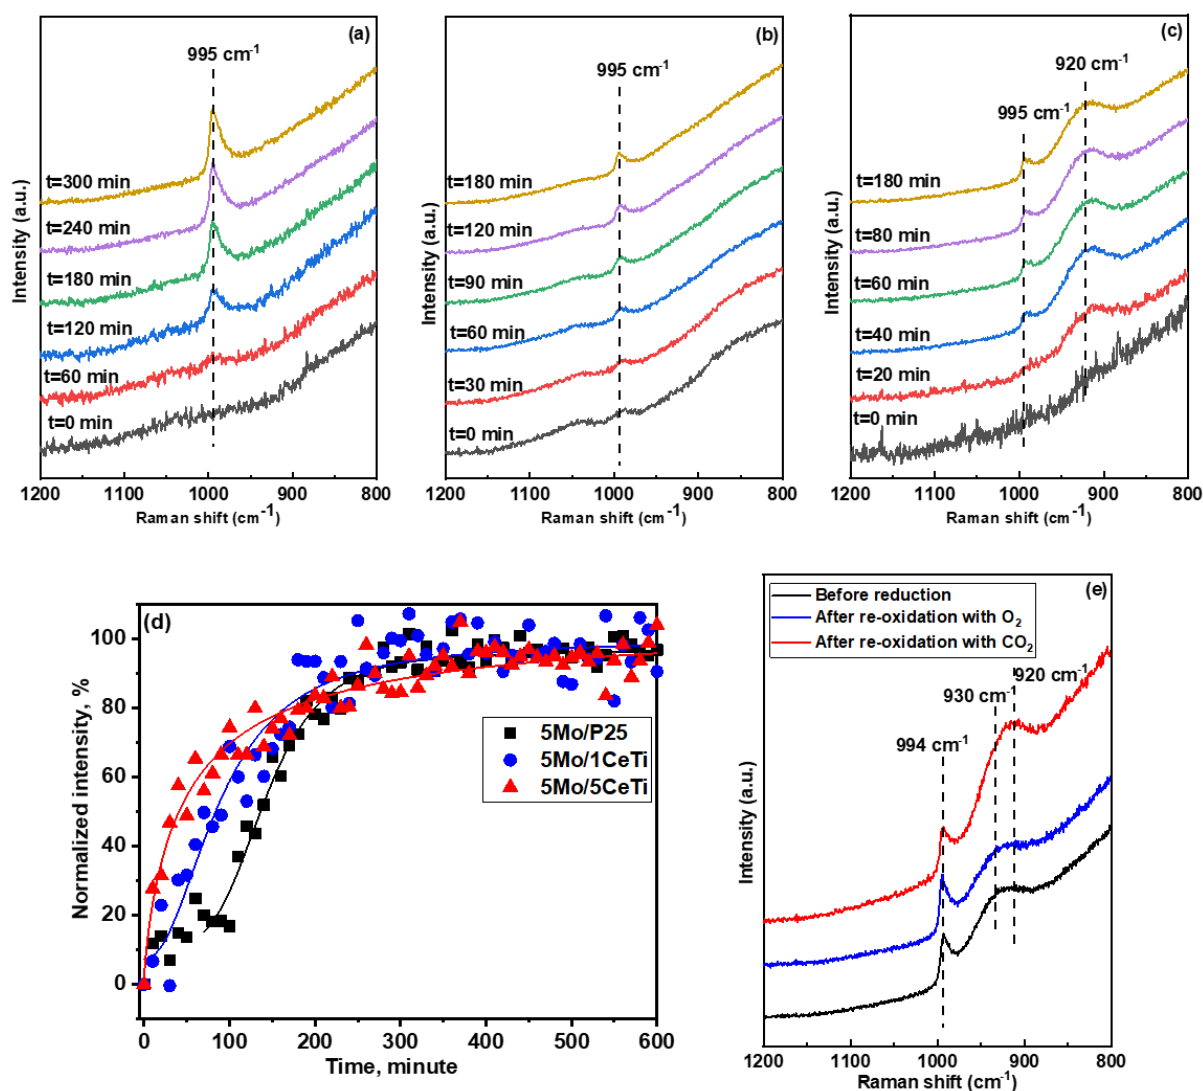 (a)
995 cm-1
t=300 min
t=240 min
t=180 min
t=120 min
t=60 min
t=0 min
Intensity (a.u.)
1200 1100 1000 900 800
Raman shift (cm-1)
(b)
995 cm-1
t=180 min
t=120 min
t=90 min
t=60 min
t=30 min
t=0 min
Intensity (a.u.)
1200 1100 1000 900 800
Raman shift (cm-1)
(c)
920 cm-1
995 cm-1
t=180 min
t=80 min
t=60 min
t=40 min
t=20 min
t=0 min
Intensity (a.u.)
1200 1100 1000 900 800
Raman shift (cm-1)
(d)
100
80
60
40
20
0
Normalized intensity, %
5Mo/P25
5Mo/1CeTi
5Mo/5CeTi
0 100 200 300 400 500 600
Time, minute
(e)
Before reduction
After re-oxidation with O2
After re-oxidation with CO2
920 cm-1
930 cm-1
994 cm-1
Intensity (a.u.)
1200 1100 1000 900 800
Raman shift (cm-1)